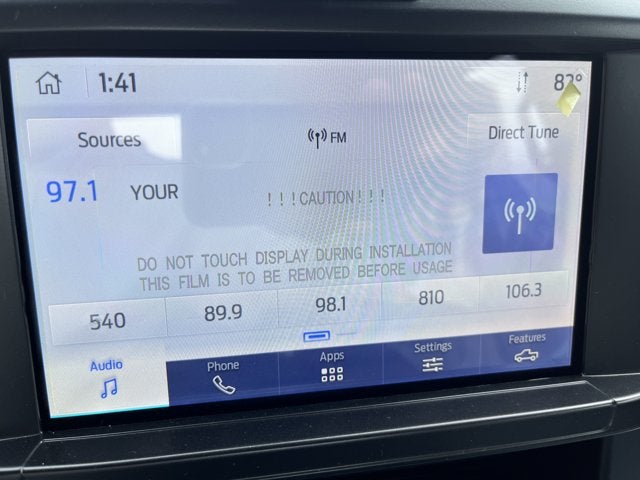 1:41
82°
Sources
FM
Direct Tune
97.1 YOUR
!!!CAUTION!!!
DO NOT TOUCH DISPLAY DURING INSTALLATION
THIS FILM IS TO BE REMOVED BEFORE USAGE
540 89.9 98.1 810 106.3
Audio Phone Apps Settings Features